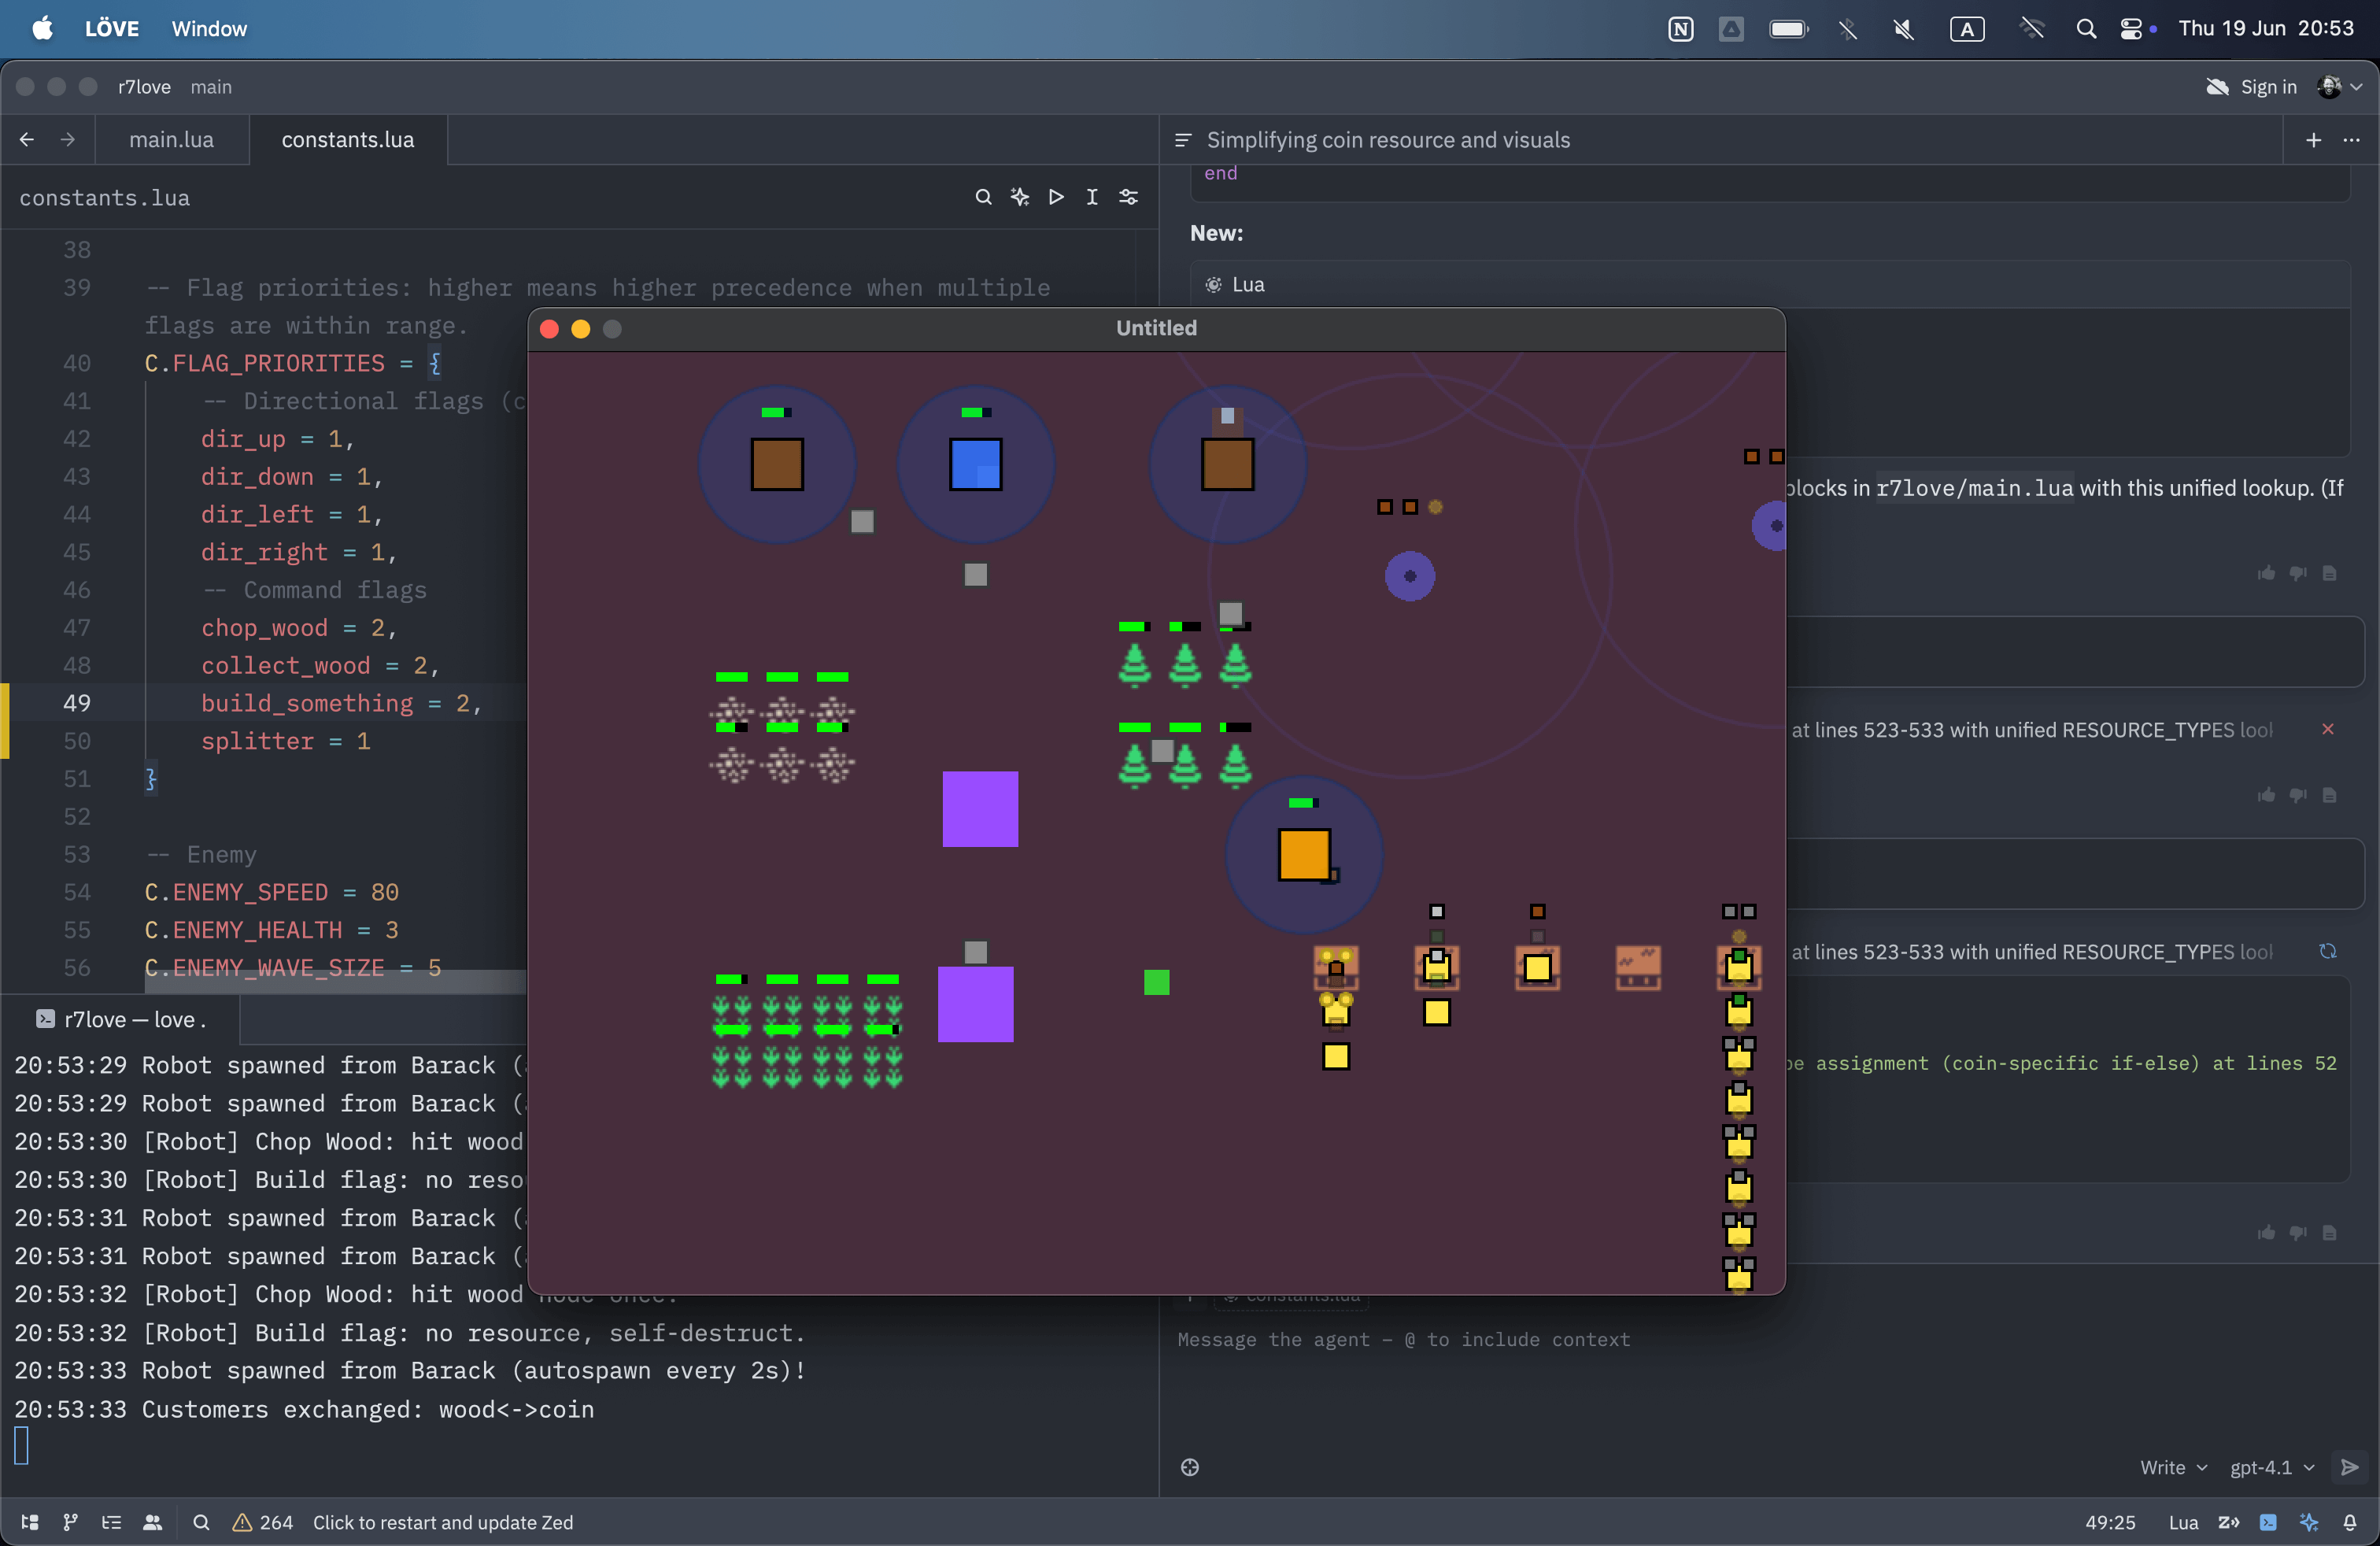 LÖVE Window
A
Thu 19 Jun 20:53
r7love main
Sign in
main.lua
constants.lua
Simplifying coin resource and visuals
constants.lua
end
New:
Lua
38
39 -- Flag priorities: higher means higher precedence when multiple
flags are within range.
40 C.FLAG_PRIORITIES = {
41 -- Directional flags (c
42 dir_up = 1,
43 dir_down = 1,
44 dir_left = 1,
45 dir_right = 1,
46 -- Command flags
47 chop_wood = 2,
48 collect_wood = 2,
49 build_something = 2,
50 splitter = 1
51 }
52
53 -- Enemy
54 C.ENEMY_SPEED = 80
55 C.ENEMY_HEALTH = 3
56 C.ENEMY_WAVE_SIZE = 5
Untitled
blocks in r7love/main.lua with this unified lookup. (If
at lines 523-533 with unified RESOURCE_TYPES look
at lines 523-533 with unified RESOURCE_TYPES look
pe assignment (coin-specific if-else) at lines 52
r7love — love .
20:53:29 Robot spawned from Barack (
20:53:29 Robot spawned from Barack (
20:53:30 [Robot] Chop Wood: hit wood
20:53:30 [Robot] Build flag: no reso
20:53:31 Robot spawned from Barack (
20:53:31 Robot spawned from Barack (
20:53:32 [Robot] Chop Wood: hit wood node once.
20:53:32 [Robot] Build flag: no resource, self-destruct.
20:53:33 Robot spawned from Barack (autospawn every 2s)!
20:53:33 Customers exchanged: wood<->coin
constants.lua
Message the agent – @ to include context
Write
gpt-4.1
264
Click to restart and update Zed
49:25
Lua